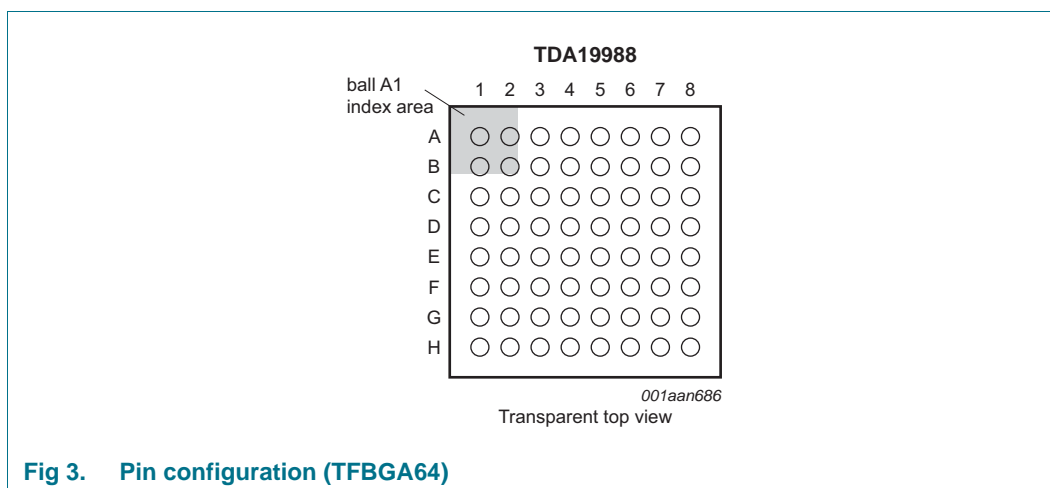 TDA19988
ball A1
index area
1 2 3 4 5 6 7 8
A
B
C
D
E
F
G
H
001aan686
Transparent top view
Fig 3. Pin configuration (TFBGA64)